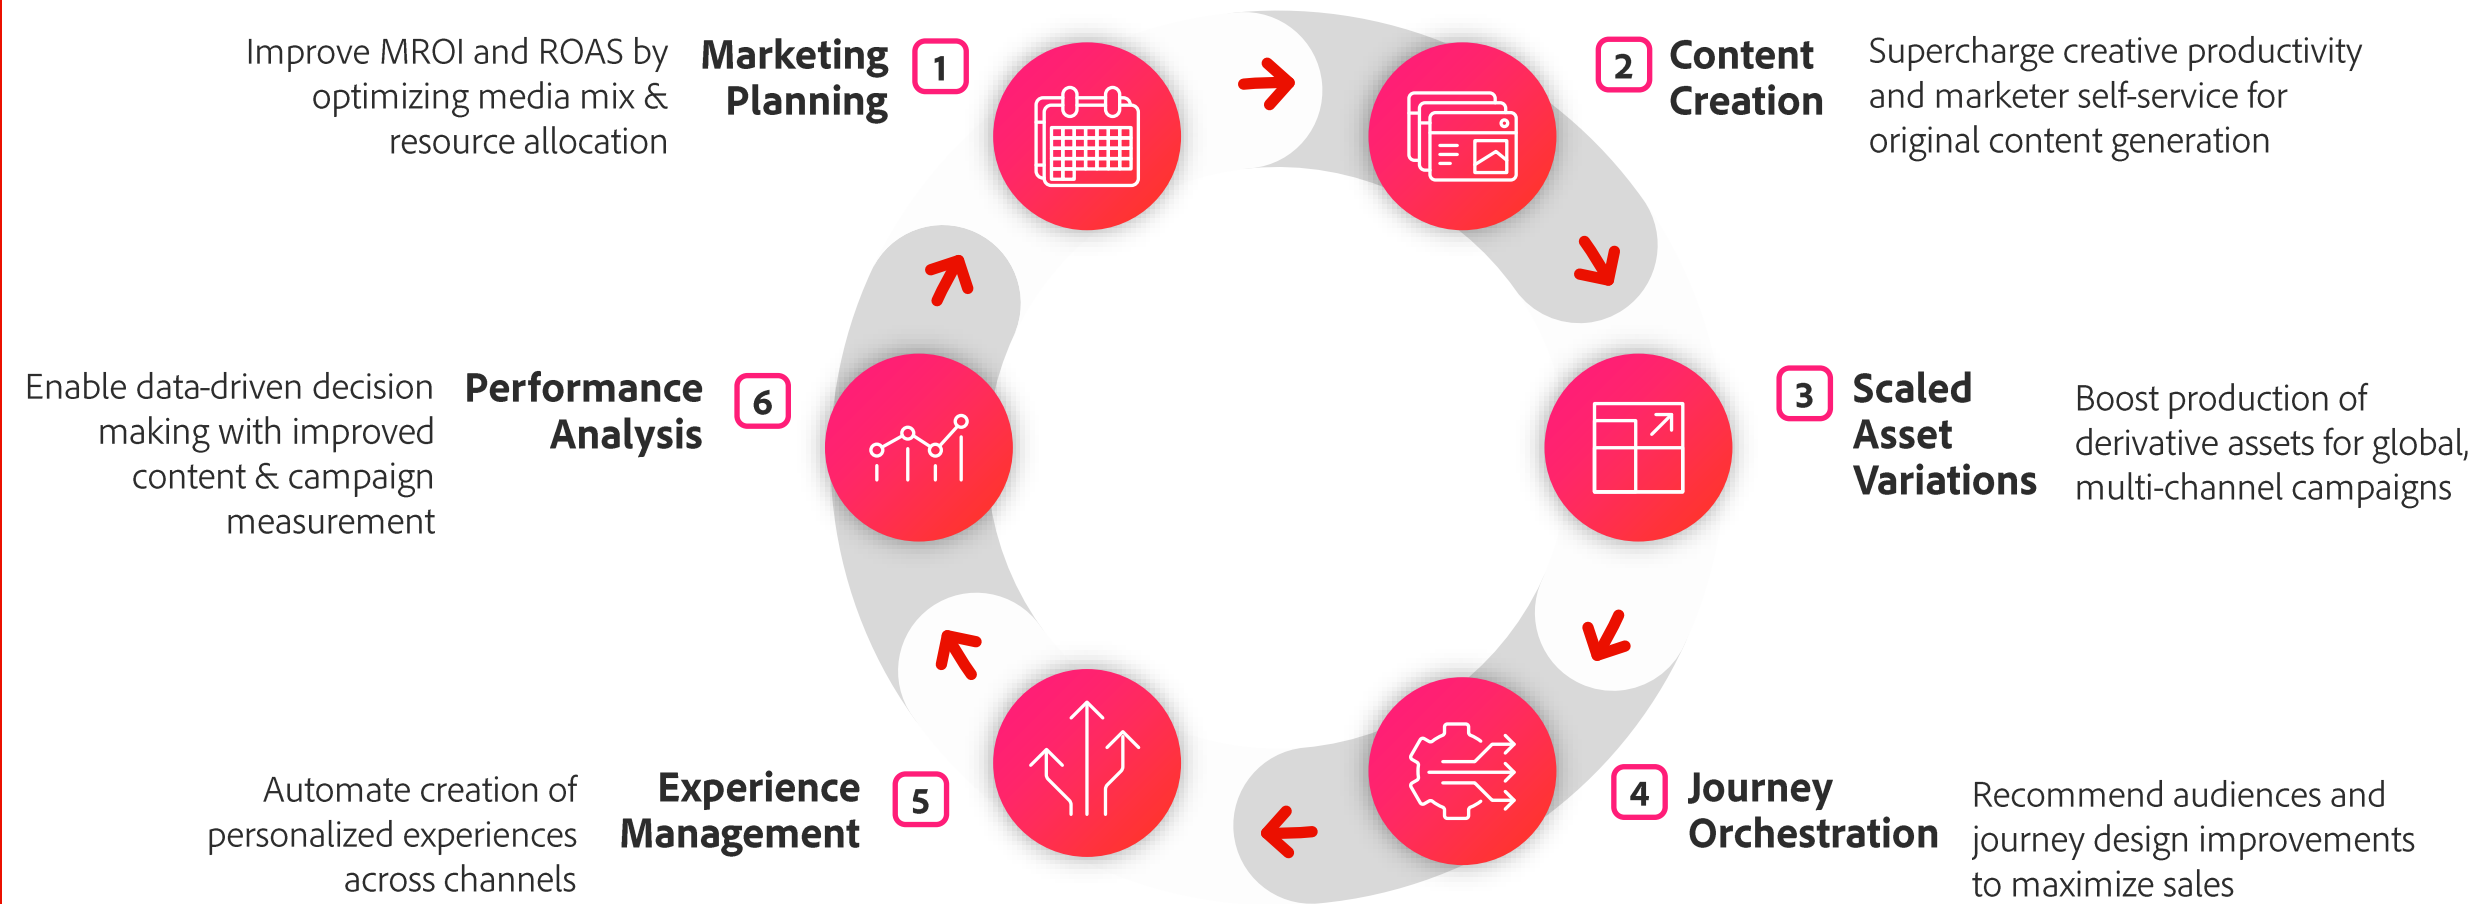 1
Marketing
Planning
Improve MROI and ROAS by
optimizing media mix &
resource allocation
2
Content
Creation
Supercharge creative productivity
and marketer self-service for
original content generation
3
Scaled
Asset
Variations
Boost production of
derivative assets for global,
multi-channel campaigns
4
Journey
Orchestration
Recommend audiences and
journey design improvements
to maximize sales
5
Experience
Management
Automate creation of
personalized experiences
across channels
6
Performance
Analysis
Enable data-driven decision
making with improved
content & campaign
measurement